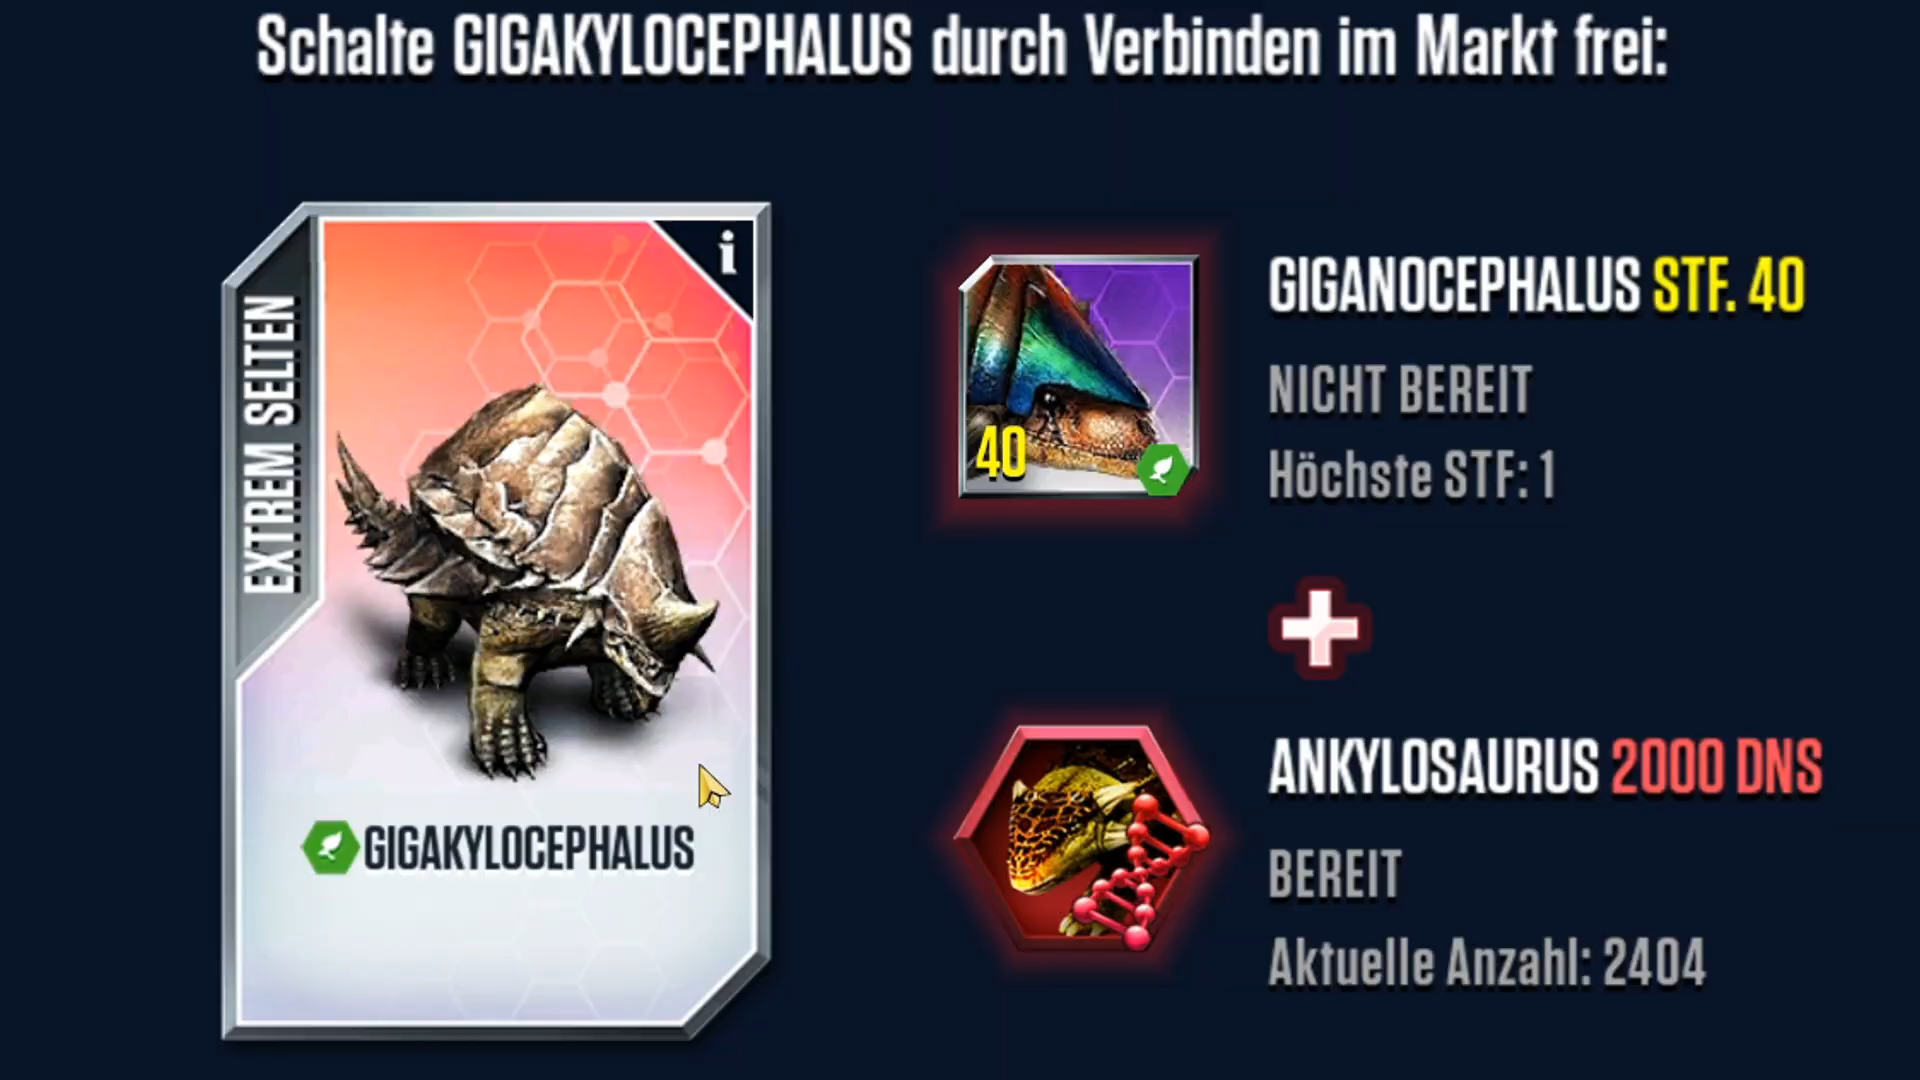 Schalte GIGAKYLOCEPHALUS durch Verbinden im Markt frei:
EXTREM SELTEN
i
GIGAKYLOCEPHALUS
40
GIGANOCEPHALUS STF. 40
NICHT BEREIT
Höchste STF: 1
ANKYLOSAURUS 2000 DNS
BEREIT
Aktuelle Anzahl: 2404